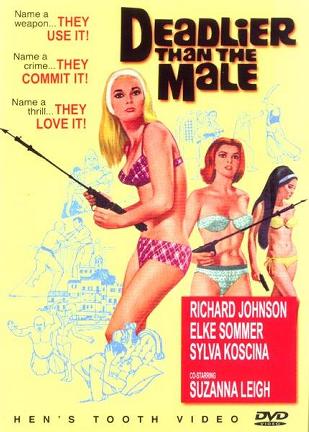 Name a
weapon...THEY
USE IT!
Name a
crime...THEY
COMMIT IT!
Name a
thrill...THEY
LOVE IT!
DEADLIER
THAN THE
MALE
RICHARD JOHNSON
ELKE SOMMER
SYLVA KOSCINA
CO-STARRING
SUZANNA LEIGH
HEN'S TOOTH VIDEO DVD
VIDEO